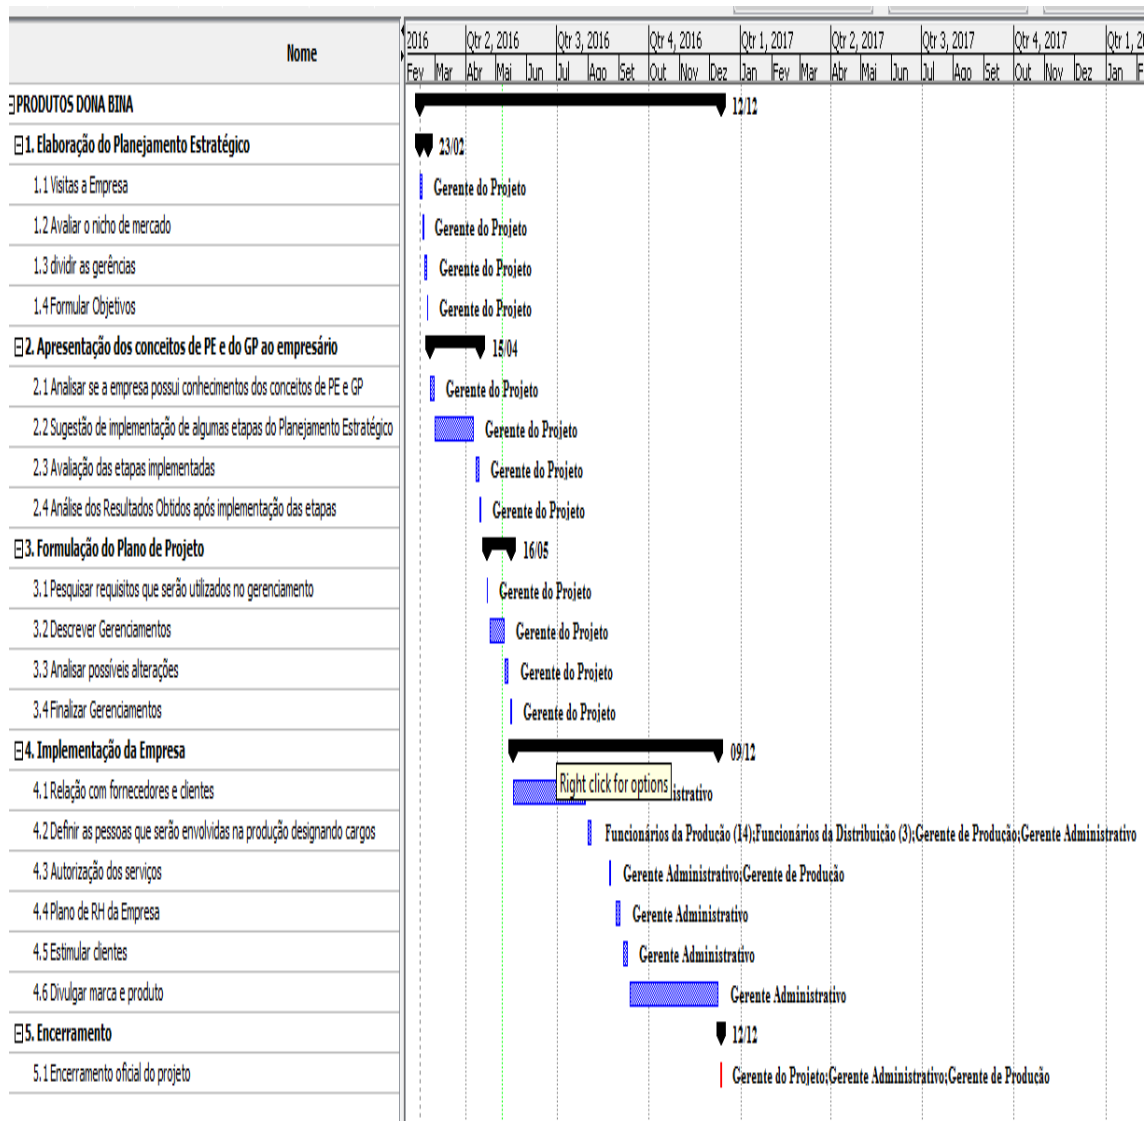 Nome
2016 Qtr 2, 2016 Qtr 3, 2016 Qtr 4, 2016 Qtr 1, 2017 Qtr 2, 2017 Qtr 3, 2017 Qtr 4, 2017 Qtr 1,
Fev Mar Abr Mai Jun Jul Ago Set Out Nov Dez Jan Fev Mar Abr Mai Jun Jul Ago Set Out Nov Dez Jan
PRODUTOS DONA BINA 12/12
1. Elaboração do Planejamento Estratégico 23/02
1.1 Visitas a Empresa Gerente do Projeto
1.2 Avaliar o nicho de mercado Gerente do Projeto
1.3 dividir as gerências Gerente do Projeto
1.4 Formular Objetivos Gerente do Projeto
2. Apresentação dos conceitos de PE e do GP ao empresário 15/04
2.1 Analisar se a empresa possui conhecimentos dos conceitos de PE e GP Gerente do Projeto
2.2 Sugestão de implementação de algumas etapas do Planejamento Estratégico Gerente do Projeto
2.3 Avaliação das etapas implementadas Gerente do Projeto
2.4 Análise dos Resultados Obtidos após implementação das etapas Gerente do Projeto
3. Formulação do Plano de Projeto 16/05
3.1 Pesquisar requisitos que serão utilizados no gerenciamento Gerente do Projeto
3.2 Descrever Gerenciamentos Gerente do Projeto
3.3 Analisar possíveis alterações Gerente do Projeto
3.4 Finalizar Gerenciamentos Gerente do Projeto
4. Implementação da Empresa 09/12
Right click for options
4.1 Relação com fornecedores e clientes istrativo
4.2 Definir as pessoas que serão envolvidas na produção designando cargos Funcionários da Produção (14);Funcionários da Distribuição (3);Gerente de Produção;Gerente Administrativo
4.3 Autorização dos serviços Gerente Administrativo;Gerente de Produção
4.4 Plano de RH da Empresa Gerente Administrativo
4.5 Estimular clientes Gerente Administrativo
4.6 Divulgar marca e produto Gerente Administrativo
5. Encerramento 12/12
5.1 Encerramento oficial do projeto Gerente do Projeto;Gerente Administrativo;Gerente de Produção